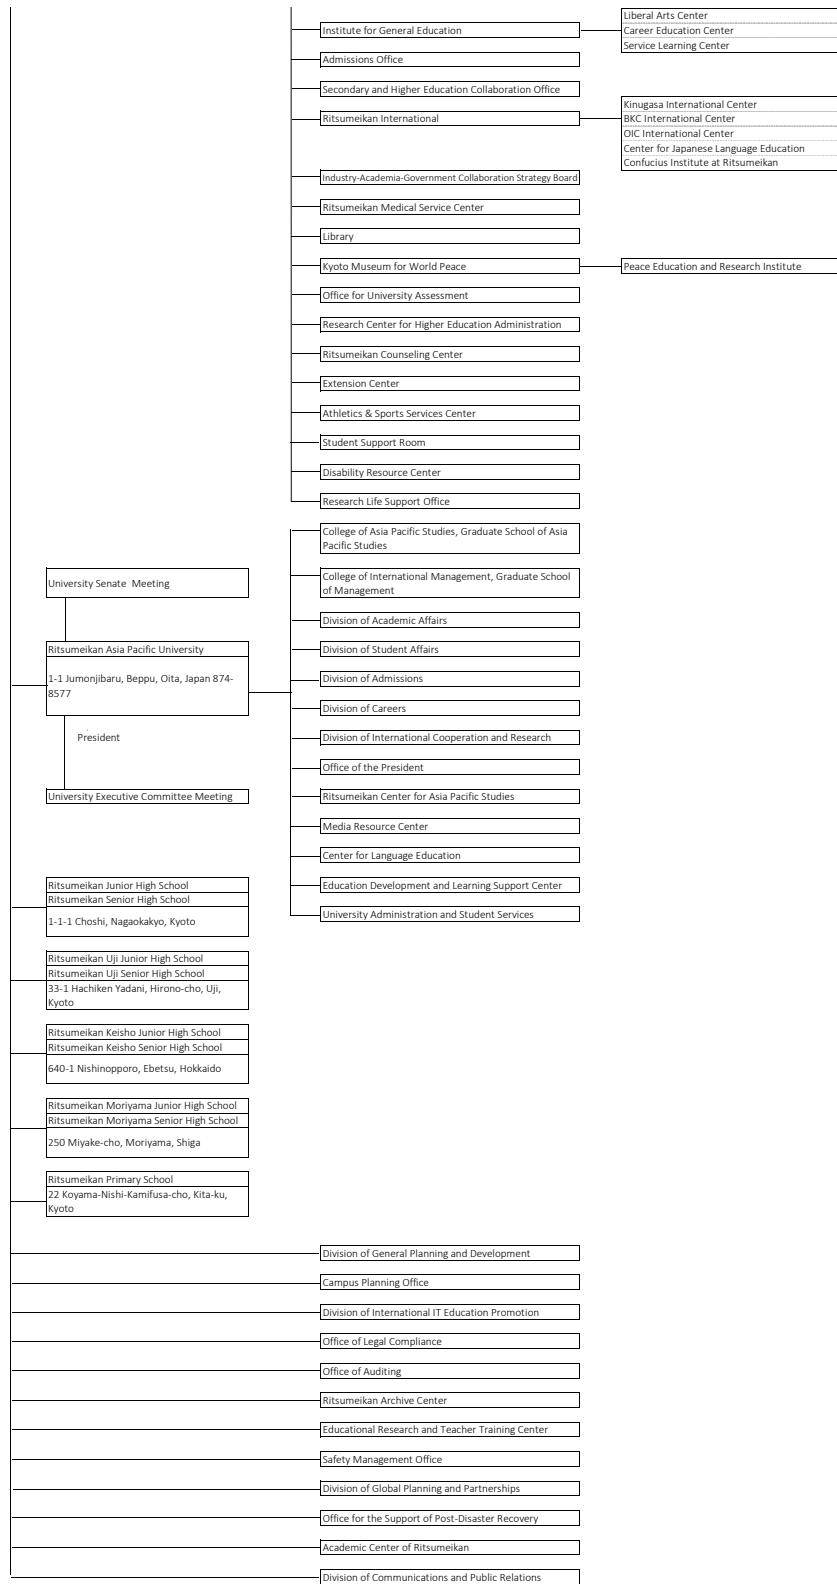 Institute for General Education
Liberal Arts Center
Career Education Center
Service Learning Center
Admissions Office
Secondary and Higher Education Collaboration Office
Ritsumeikan International
Kinugasa International Center
BKC International Center
OIC International Center
Center for Japanese Language Education
Confucius Institute at Ritsumeikan
Industry-Academia-Government Collaboration Strategy Board
Ritsumeikan Medical Service Center
Library
Kyoto Museum for World Peace
Peace Education and Research Institute
Office for University Assessment
Research Center for Higher Education Administration
Ritsumeikan Counseling Center
Extension Center
Athletics & Sports Services Center
Student Support Room
Disability Resource Center
Research Life Support Office
University Senate Meeting
Ritsumeikan Asia Pacific University
1-1 Jumonjibaru, Beppu, Oita, Japan 874-
8577
President
University Executive Committee Meeting
College of Asia Pacific Studies, Graduate School of Asia
Pacific Studies
College of International Management, Graduate School
of Management
Division of Academic Affairs
Division of Student Affairs
Division of Admissions
Division of Careers
Division of International Cooperation and Research
Office of the President
Ritsumeikan Center for Asia Pacific Studies
Media Resource Center
Center for Language Education
Education Development and Learning Support Center
University Administration and Student Services
Ritsumeikan Junior High School
Ritsumeikan Senior High School
1-1-1 Choshi, Nagaokakyo, Kyoto
Ritsumeikan Uji Junior High School
Ritsumeikan Uji Senior High School
33-1 Hachiken Yadani, Hirono-cho, Uji,
Kyoto
Ritsumeikan Keisho Junior High School
Ritsumeikan Keisho Senior High School
640-1 Nishinopporo, Ebetsu, Hokkaido
Ritsumeikan Moriyama Junior High School
Ritsumeikan Moriyama Senior High School
250 Miyake-cho, Moriyama, Shiga
Ritsumeikan Primary School
22 Koyama-Nishi-Kamifusa-cho, Kita-ku,
Kyoto
Division of General Planning and Development
Campus Planning Office
Division of International IT Education Promotion
Office of Legal Compliance
Office of Auditing
Ritsumeikan Archive Center
Educational Research and Teacher Training Center
Safety Management Office
Division of Global Planning and Partnerships
Office for the Support of Post-Disaster Recovery
Academic Center of Ritsumeikan
Division of Communications and Public Relations